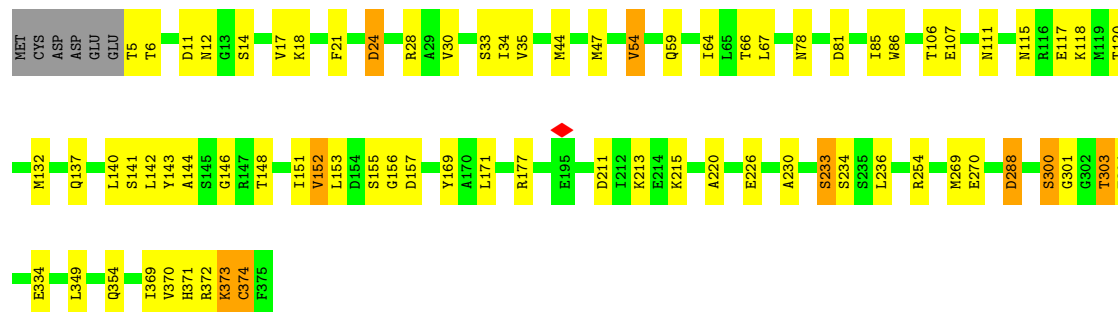 MET CYS ASP ASP GLU GLU T5 T6 D11 N12 G13 S14 V17 K18 F21 D24 R28 A29 V30 S33 I34 V35 M44 M47 V54 Q59 I64 L65 T66 L67 N78 D81 I85 W86 T106 E107 N111 N115 R116 E117 K118 M119 T120
M132 Q137 L140 S141 L142 Y143 A144 S145 G146 R147 T148 I151 V152 L153 D154 S155 G156 D157 Y169 A170 L171 R177 E195 D211 I212 K213 E214 K215 A220 E226 A230 S233 S234 S235 L236 R254 M269 E270 D288 S300 G301 G302 T303
E334 L349 Q354 I369 V370 H371 R372 K373 C374 F375